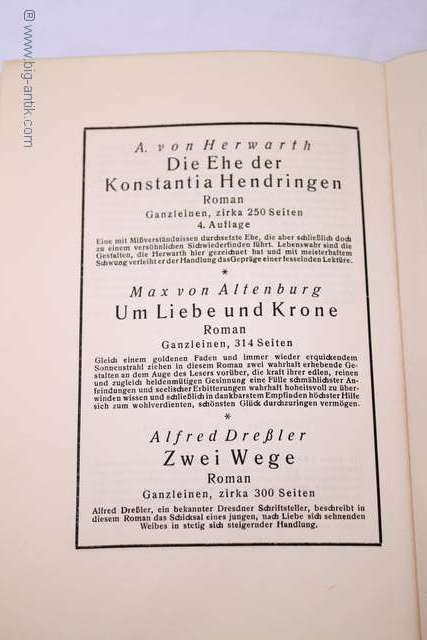 @ www.big-antik.com
A. von Herwarth
Die Ehe der
Konstantia Hendringen
Roman
Ganzleinen, zirka 250 Seiten
4. Auflage
Eine mit Mißverständnissen durchsetzte Ehe, die aber schließlich doch
zu einem versöhnlichen Sichwiederfinden führt. Lebenswahr sind die
Gestalten, die Herwarth hier gezeichnet hat und mit meisterhaftem
Schwung verleiht er der Handlung das Gepräge einer fesselnden Lektüre.
*
Max von Altenburg
Um Liebe und Krone
Roman
Ganzleinen, 314 Seiten
Gleich einem goldenen Faden und immer wieder erquickendem
Sonnenstrahl ziehen in diesem Roman zwei wahrhaft erhebende Ge-
stalten an dem Auge des Lesers vorüber, die kraft ihrer edlen, reinen
und zugleich heldenmütigen Gesinnung eine Fülle schmählichster An-
feindungen und seelischer Erbitterungen wahrhaft hoheitsvoll zu über-
winden wissen und schließlich in dankbarstem Empfinden höchster Hilfe
sich zum wohlverdienten, schönsten Glück durchzuringen vermögen.
*
Alfred Dreßler
Zwei Wege
Roman
Ganzleinen, zirka 300 Seiten
Alfred Dreßler, ein bekannter Dresdner Schriftsteller, beschreibt in
diesem Roman das Schicksal eines jungen, nach Liebe sich sehnenden
Weibes in stetig sich steigernder Handlung.